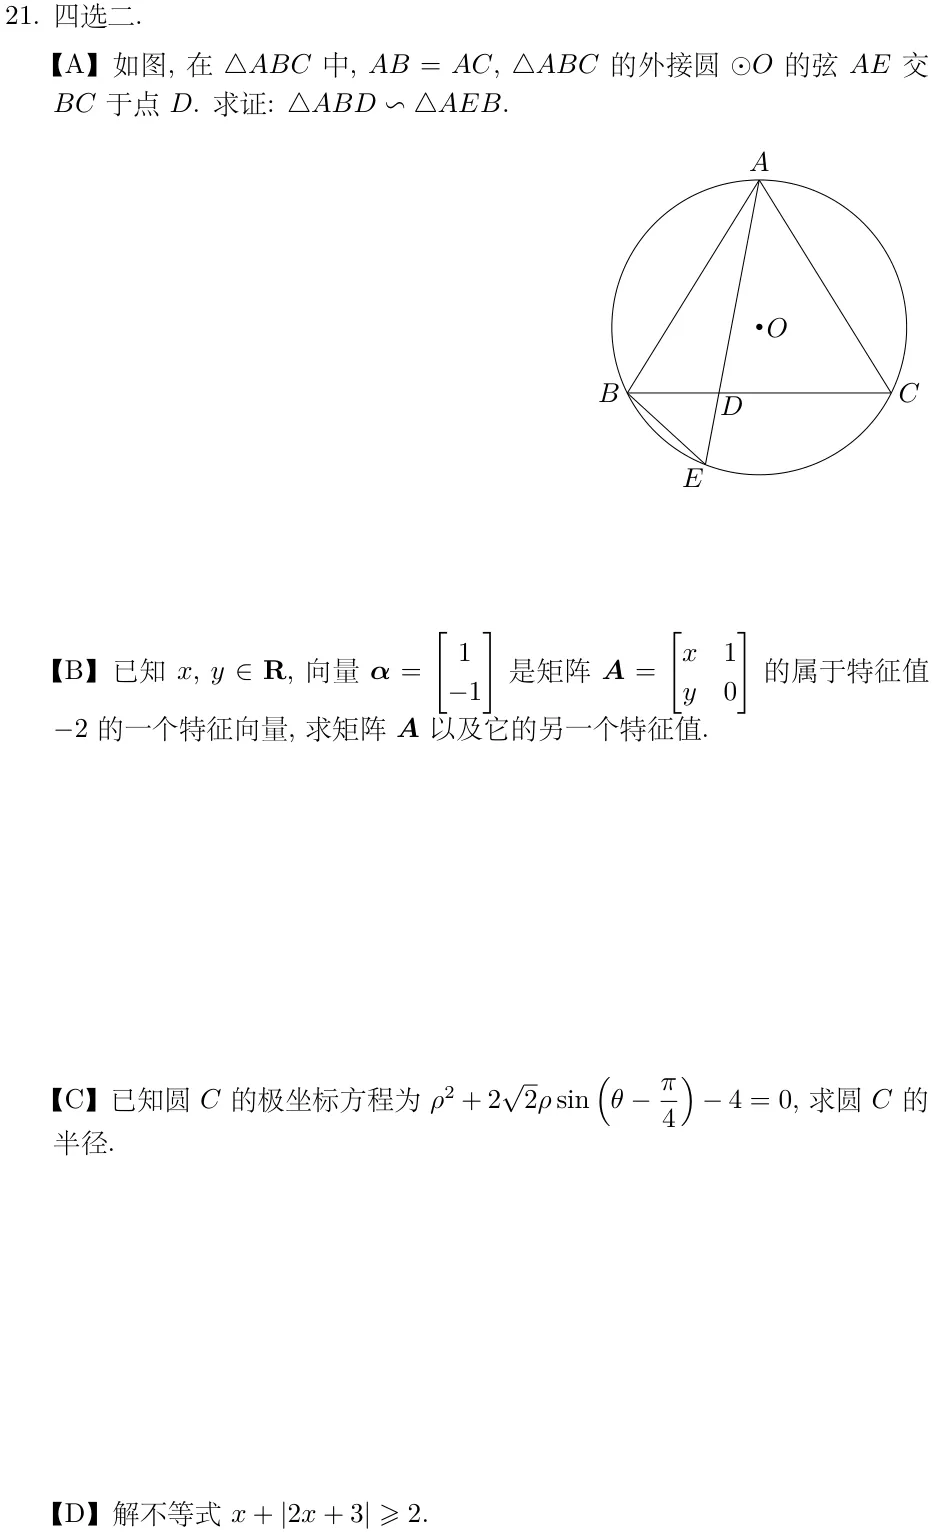 21. 四选二.
【A】如图, 在 △ABC 中, AB = AC, △ABC 的外接圆 ⊙O 的弦 AE 交
BC 于点 D. 求证: △ABD ∽ △AEB.
A
O
B
D
C
E
【B】已知 x, y ∈ R, 向量 α = [1; −1] 是矩阵 A = [x 1; y 0] 的属于特征值
−2 的一个特征向量, 求矩阵 A 以及它的另一个特征值.
【C】已知圆 C 的极坐标方程为 ρ² + 2√2ρ sin(θ − π/4) − 4 = 0, 求圆 C 的
半径.
【D】解不等式 x + |2x + 3| ⩾ 2.